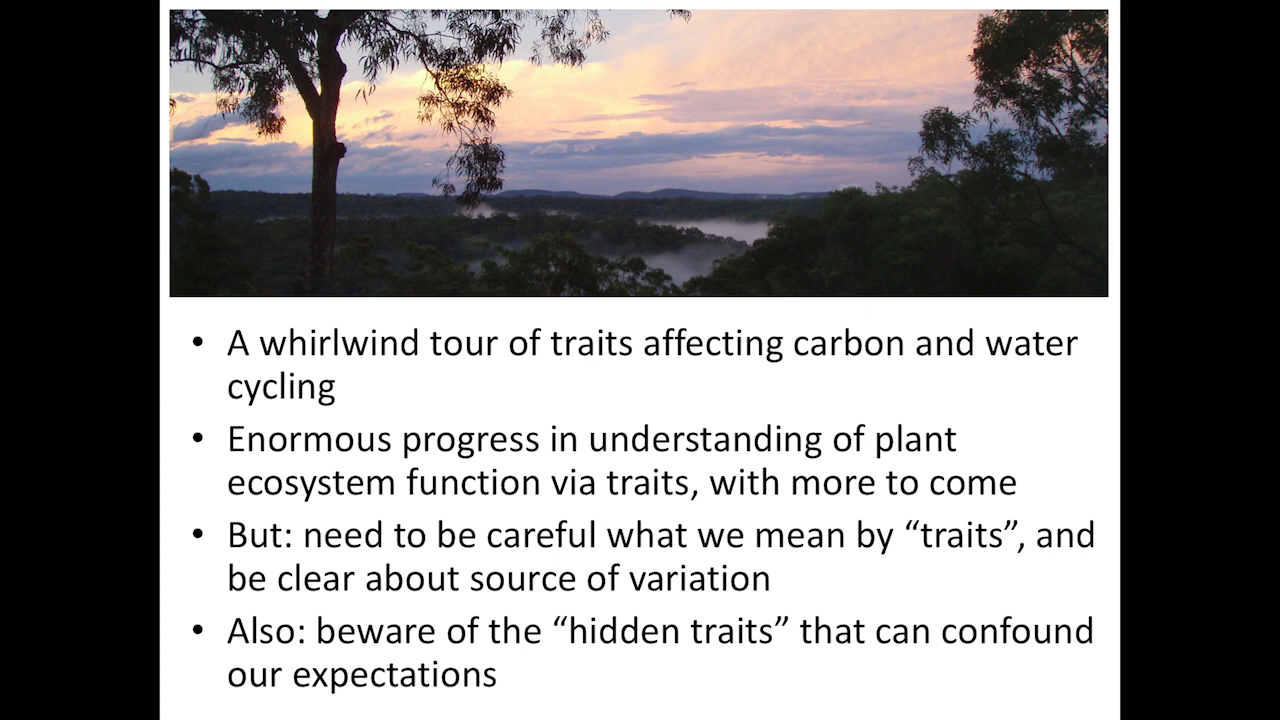 • A whirlwind tour of traits affecting carbon and water
cycling
• Enormous progress in understanding of plant
ecosystem function via traits, with more to come
• But: need to be careful what we mean by “traits”, and
be clear about source of variation
• Also: beware of the “hidden traits” that can confound
our expectations